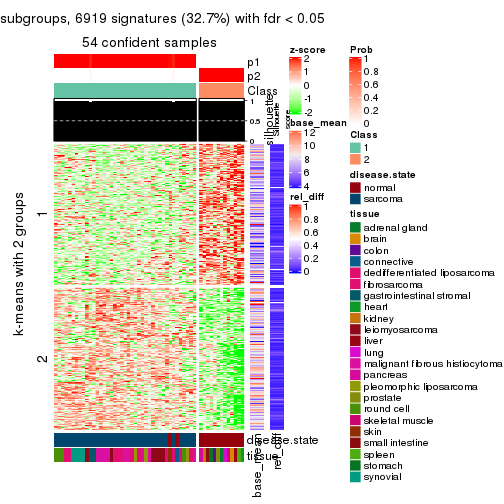 subgroups, 6919 signatures (32.7%) with fdr < 0.05
54 confident samples
p1
p2
Class
1
0.5
0
silhouette
score
k-means with 2 groups
1
2
disease.state
tissue
base_mean
rel_diff
z-score
2
1
0
-1
-2
base_mean
12
10
8
6
4
rel_diff
1
0.8
0.6
0.4
0.2
0
Prob
1
0.8
0.6
0.4
0.2
0
Class
1
2
disease.state
normal
sarcoma
tissue
adrenal gland
brain
colon
connective
dedifferentiated liposarcoma
fibrosarcoma
gastrointestinal stromal
heart
kidney
leiomyosarcoma
liver
lung
malignant fibrous histiocytoma
pancreas
pleomorphic liposarcoma
prostate
round cell
skeletal muscle
skin
small intestine
spleen
stomach
synovial